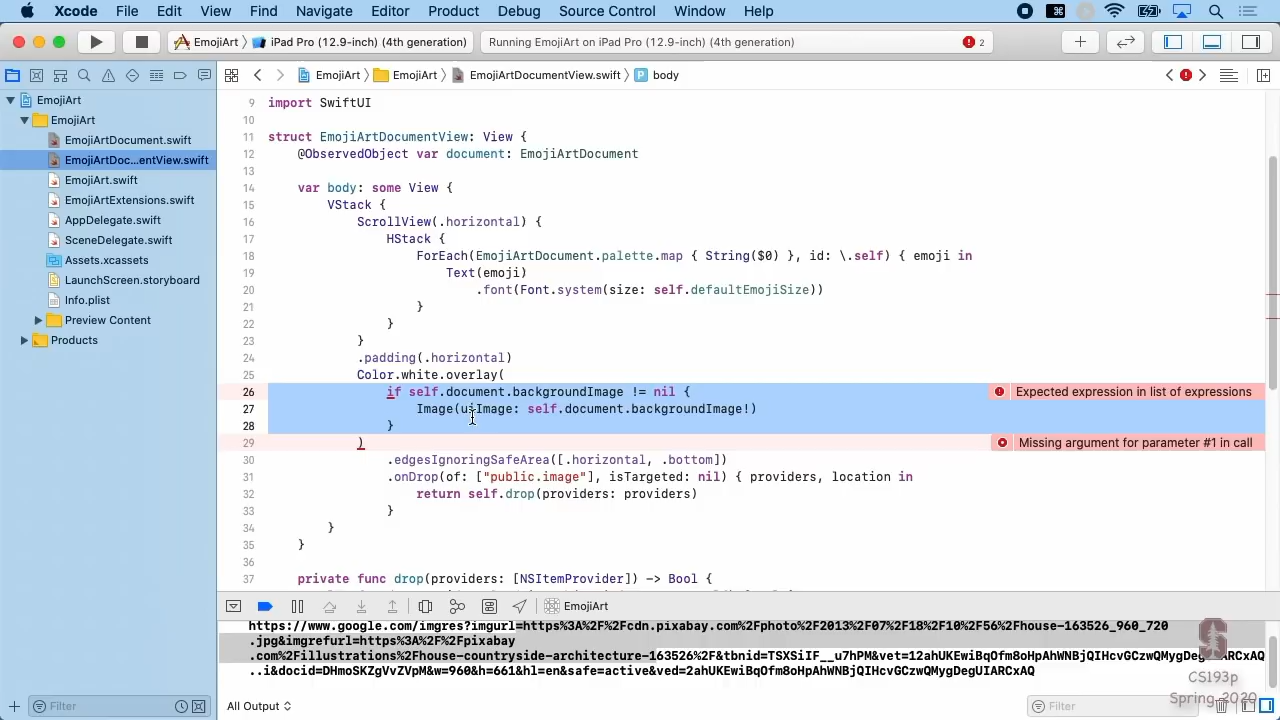 Xcode File Edit View Find Navigate Editor Product Debug Source Control Window Help
EmojiArt iPad Pro (12.9-inch) (4th generation) Running EmojiArt on iPad Pro (12.9-inch) (4th generation) 2
EmojiArt EmojiArt EmojiArtDocumentView.swift body
EmojiArt
EmojiArt
EmojiArtDocument.swift
EmojiArtDoc...entView.swift
EmojiArt.swift
EmojiArtExtensions.swift
AppDelegate.swift
SceneDelegate.swift
Assets.xcassets
LaunchScreen.storyboard
Info.plist
Preview Content
Products
Filter
9 import SwiftUI
10
11 struct EmojiArtDocumentView: View {
12 @ObservedObject var document: EmojiArtDocument
13
14 var body: some View {
15 VStack {
16 ScrollView(.horizontal) {
17 HStack {
18 ForEach(EmojiArtDocument.palette.map { String($0) }, id: \.self) { emoji in
19 Text(emoji)
20 .font(Font.system(size: self.defaultEmojiSize))
21 }
22 }
23 }
24 .padding(.horizontal)
25 Color.white.overlay(
26 if self.document.backgroundImage != nil { Expected expression in list of expressions
27 Image(uiImage: self.document.backgroundImage!)
28 }
29 ) Missing argument for parameter #1 in call
30 .edgesIgnoringSafeArea([.horizontal, .bottom])
31 .onDrop(of: ["public.image"], isTargeted: nil) { providers, location in
32 return self.drop(providers: providers)
33 }
34 }
35 }
36
37 private func drop(providers: [NSItemProvider]) -> Bool {
EmojiArt
https://www.google.com/imgres?imgurl=https%3A%2F%2Fcdn.pixabay.com%2Fphoto%2F2013%2F07%2F18%2F10%2F56%2Fhouse-163526_960_720
.jpg&imgrefurl=https%3A%2F%2Fpixabay
.com%2Fillustrations%2Fhouse-countryside-architecture-163526%2F&tbnid=TSXSiIF__u7hPM&vet=12ahUKEwiBqOfm8oHpAhWNBjQIHcvGCzwQMygDegUIARCxAQ
..i&docid=DHmoSKZgVvZVpM&w=960&h=661&hl=en&safe=active&ved=2ahUKEwiBqOfm8oHpAhWNBjQIHcvGCzwQMygDegUIARCxAQ
CS193p
Spring 2020
All Output
Filter